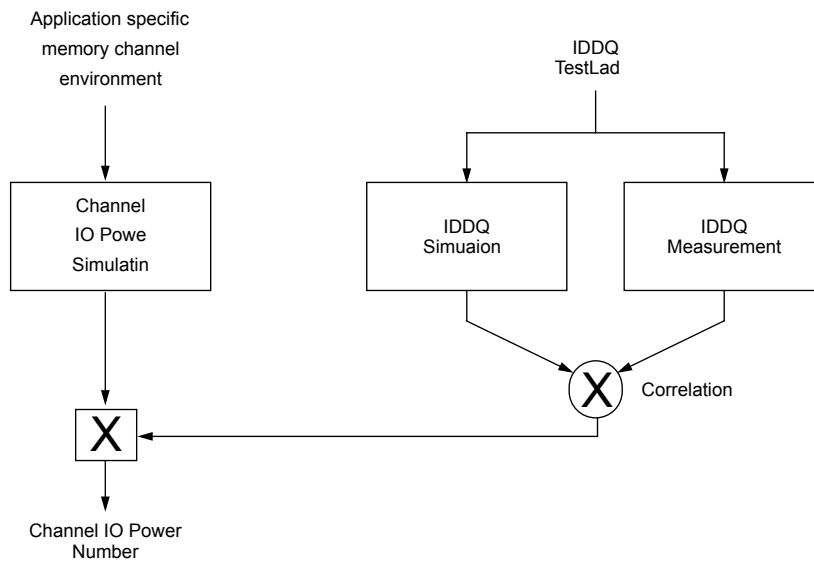 Application specific
memory channel
environment
IDDQ
TestLad
Channel
IO Powe
Simulatin
IDDQ
Simuaion
IDDQ
Measurement
X
Correlation
X
Channel IO Power
Number